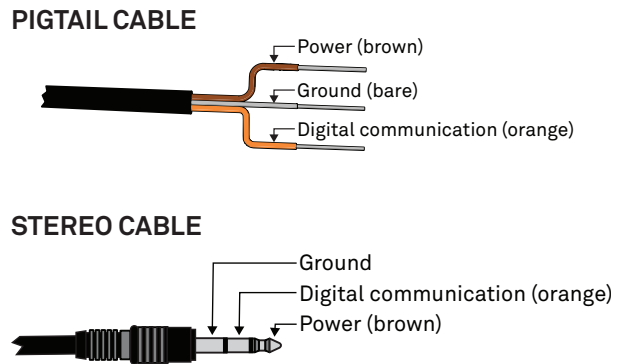 PIGTAIL CABLE
Power (brown)
Ground (bare)
Digital communication (orange)
STEREO CABLE
Ground
Digital communication (orange)
Power (brown)